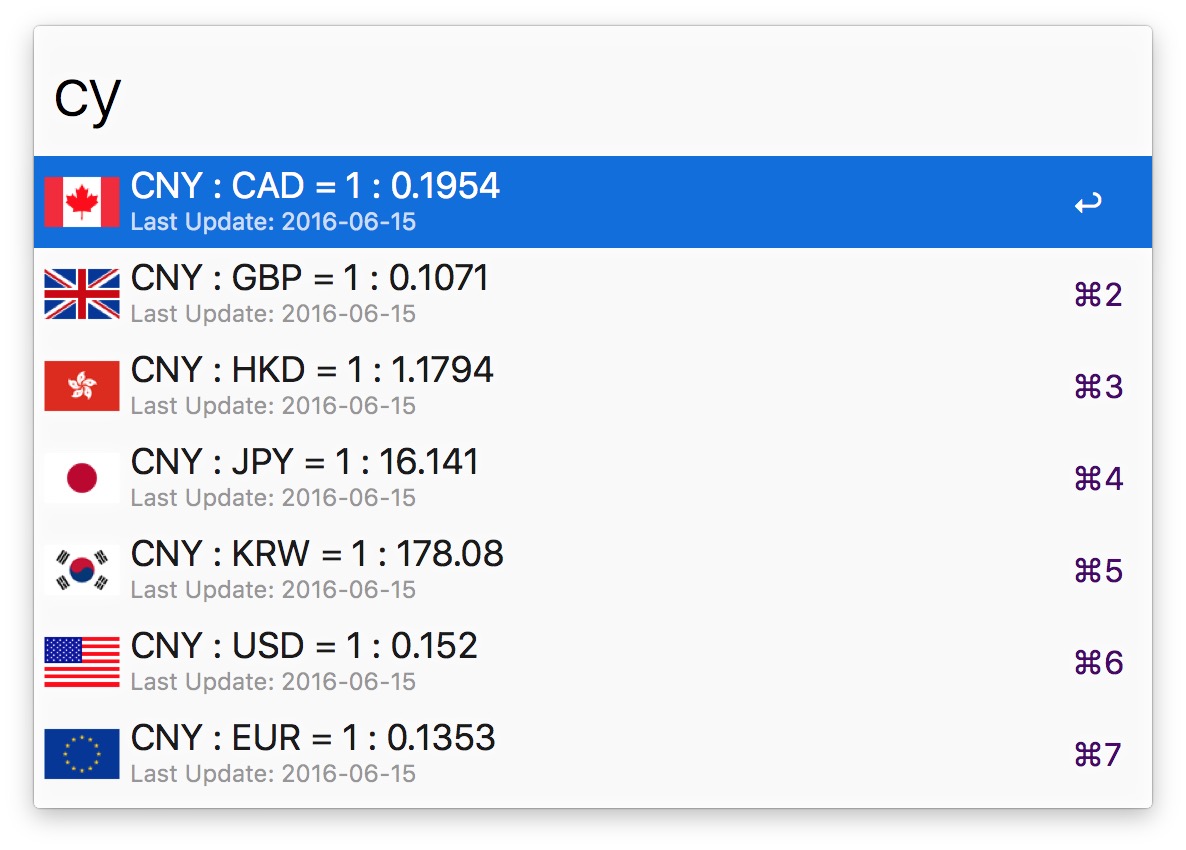 cy
CNY : CAD = 1 : 0.1954
Last Update: 2016-06-15
↩
CNY : GBP = 1 : 0.1071
Last Update: 2016-06-15
⌘2
CNY : HKD = 1 : 1.1794
Last Update: 2016-06-15
⌘3
CNY : JPY = 1 : 16.141
Last Update: 2016-06-15
⌘4
CNY : KRW = 1 : 178.08
Last Update: 2016-06-15
⌘5
CNY : USD = 1 : 0.152
Last Update: 2016-06-15
⌘6
CNY : EUR = 1 : 0.1353
Last Update: 2016-06-15
⌘7